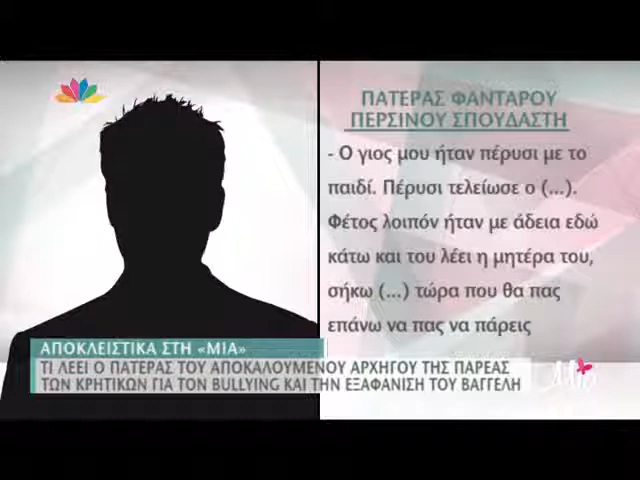 ΠΑΤΕΡΑΣ ΦΑΝΤΑΡΟΥ
ΠΕΡΣΙΝΟΥ ΣΠΟΥΔΑΣΤΗ
- Ο γιος μου ήταν πέρυσι με το
παιδί. Πέρυσι τελείωσε ο (...).
Φέτος λοιπόν ήταν με άδεια εδώ
κάτω και του λέει η μητέρα του,
σήκω (...) τώρα που θα πας
επάνω να πας να πάρεις
ΑΠΟΚΛΕΙΣΤΙΚΑ ΣΤΗ «ΜΙΑ»
ΤΙ ΛΕΕΙ Ο ΠΑΤΕΡΑΣ ΤΟΥ ΑΠΟΚΑΛΟΥΜΕΝΟΥ ΑΡΧΗΓΟΥ ΤΗΣ ΠΑΡΕΑΣ
ΤΩΝ ΚΡΗΤΙΚΩΝ ΓΙΑ ΤΟΝ BULLYING ΚΑΙ ΤΗΝ ΕΞΑΦΑΝΙΣΗ ΤΟΥ ΒΑΓΓΕΛΗ